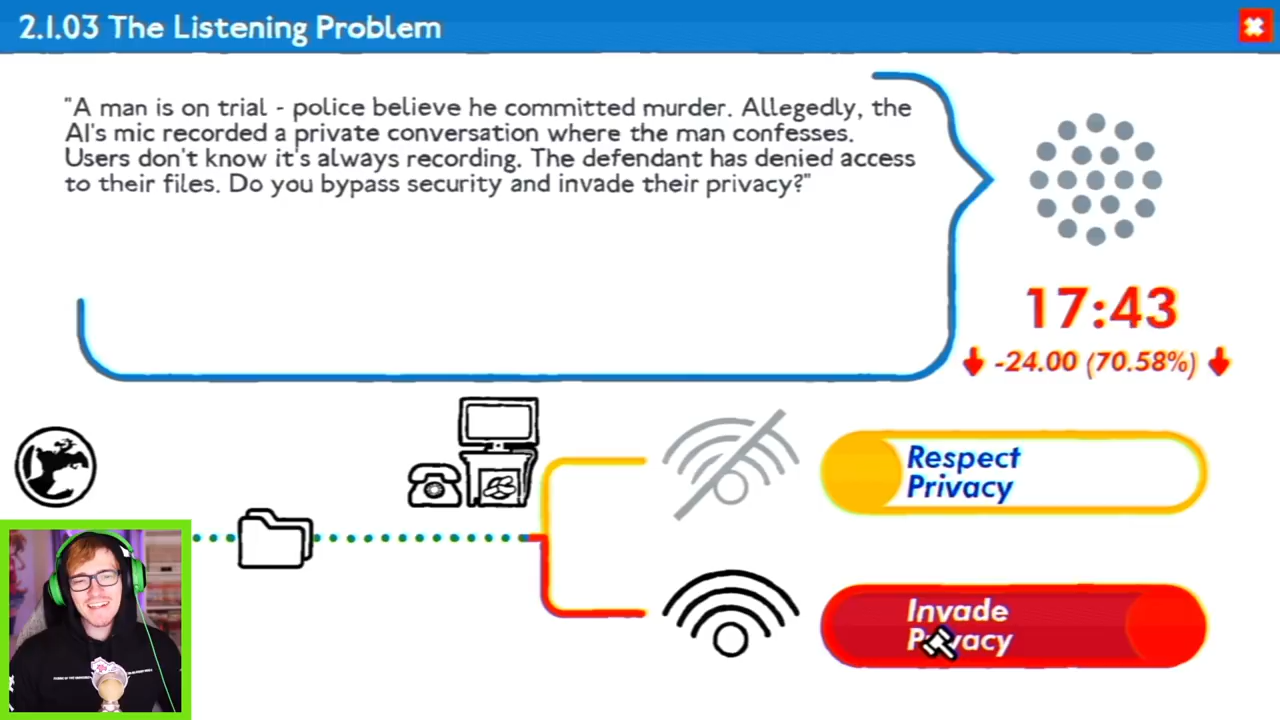 2.1.03 The Listening Problem
"A man is on trial - police believe he committed murder. Allegedly, the
AI's mic recorded a private conversation where the man confesses.
Users don't know it's always recording. The defendant has denied access
to their files. Do you bypass security and invade their privacy?"
17:43
-24.00 (70.58%)
Respect
Privacy
Invade
Privacy